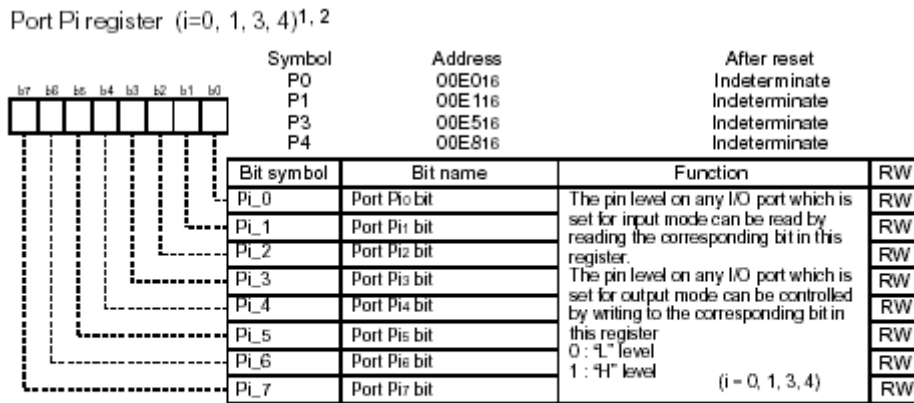 Port Pi register (i=0, 1, 3, 4)1, 2
Symbol Address After reset
P0 00E016 Indeterminate
P1 00E116 Indeterminate
P3 00E516 Indeterminate
P4 00E816 Indeterminate
b7 b6 b5 b4 b3 b2 b1 b0
Bit symbol Bit name Function RW
Pi_0 Port Pi0 bit The pin level on any I/O port which is RW
Pi_1 Port Pi1 bit set for input mode can be read by RW
reading the corresponding bit in this
Pi_2 Port Pi2 bit register. RW
Pi_3 Port Pi3 bit The pin level on any I/O port which is RW
set for output mode can be controlled
Pi_4 Port Pi4 bit by writing to the corresponding bit in RW
Pi_5 Port Pi5 bit this register RW
0 : “L” level
Pi_6 Port Pi6 bit 1 : “H” level RW
Pi_7 Port Pi7 bit (i = 0, 1, 3, 4) RW